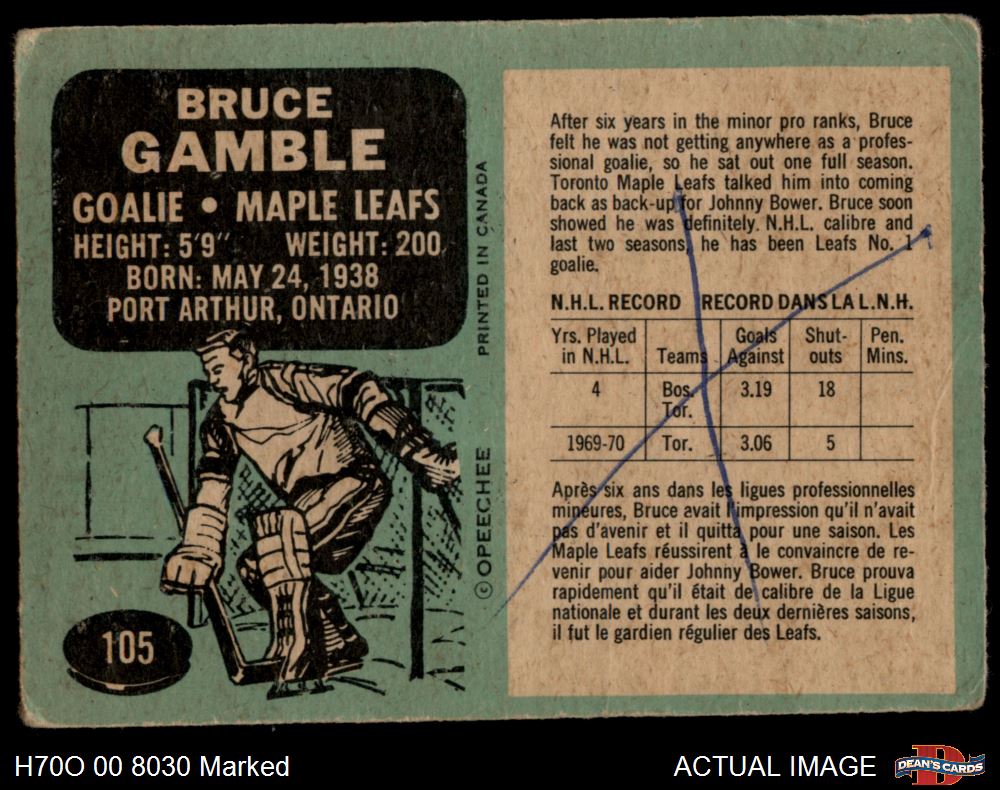 BRUCE
GAMBLE
GOALIE • MAPLE LEAFS
HEIGHT: 5'9" WEIGHT: 200
BORN: MAY 24, 1938
PORT ARTHUR, ONTARIO
105
PRINTED IN CANADA
© OPEECHEE
After six years in the minor pro ranks, Bruce
felt he was not getting anywhere as a profes-
sional goalie, so he sat out one full season.
Toronto Maple Leafs talked him into coming
back as back-up for Johnny Bower. Bruce soon
showed he was definitely. N.H.L. calibre and
last two seasons, he has been Leafs No. 1
goalie.
N.H.L. RECORD RECORD DANS LA L.N.H.
Yrs. Played in N.H.L. Teams Goals Against Shut-outs Pen. Mins.
4 Bos. Tor. 3.19 18
1969-70 Tor. 3.06 5
Après six ans dans les ligues professionnelles
mineures, Bruce avait l'impression qu'il n'avait
pas d'avenir et il quitta pour une saison. Les
Maple Leafs réussirent à le convaincre de re-
venir pour aider Johnny Bower. Bruce prouva
rapidement qu'il était de calibre de la Ligue
nationale et durant les deux dernières saisons,
il fut le gardien régulier des Leafs.
H70O 00 8030 Marked
ACTUAL IMAGE
D
DEAN'S CARDS